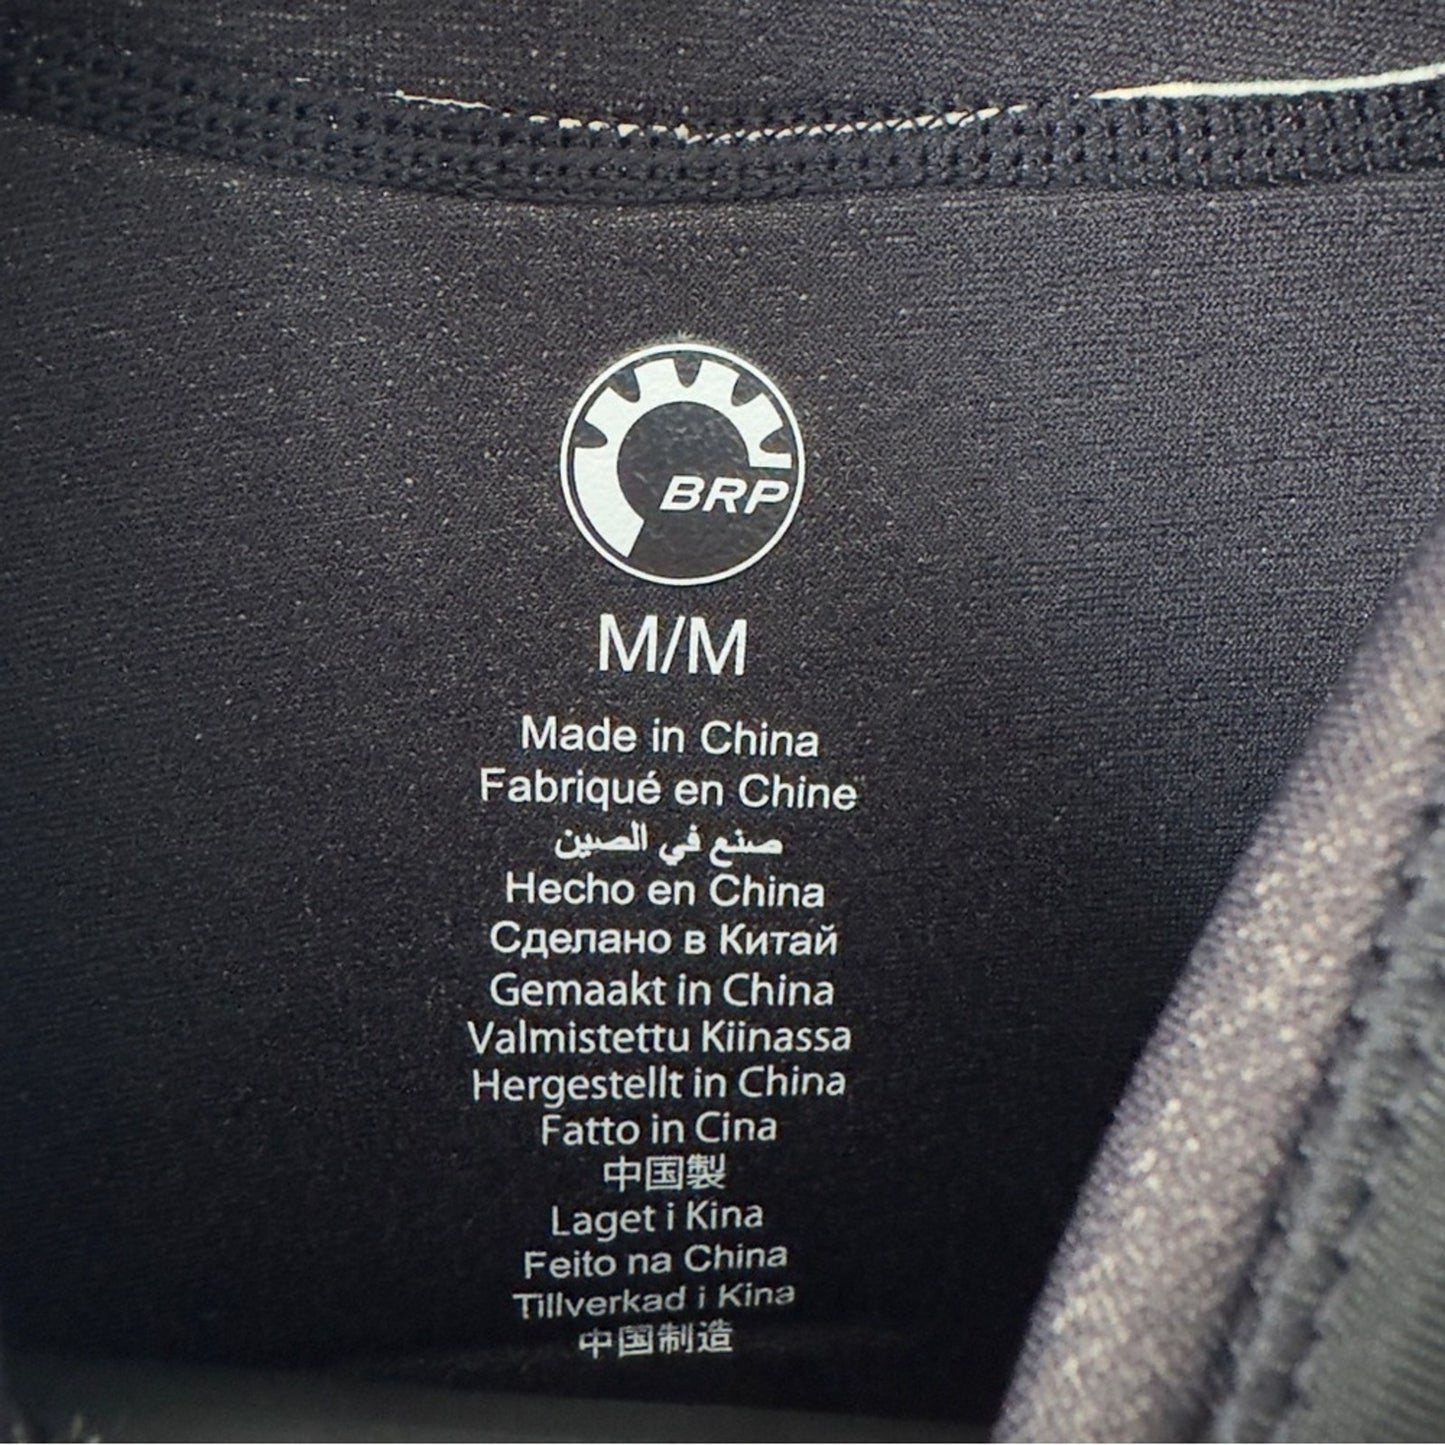 BRP
M/M
Made in China
Fabriqué en Chine
صنع في الصين
Hecho en China
Сделано в Китай
Gemaakt in China
Valmistettu Kiinassa
Hergestellt in China
Fatto in Cina
中国製
Laget i Kina
Feito na China
Tillverkad i Kina
中国制造